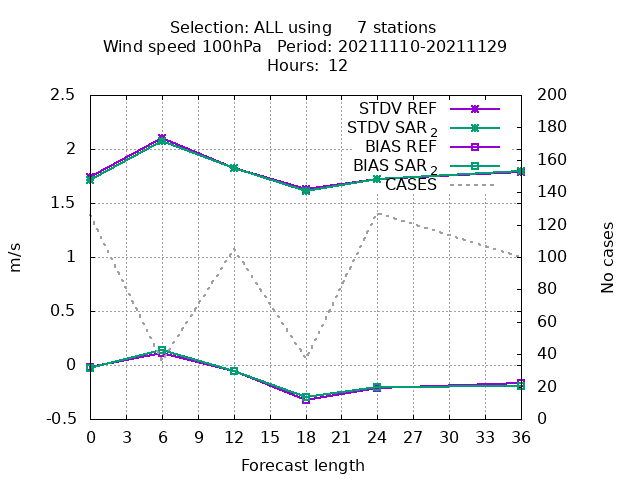 Selection: ALL using     7 stations
Wind speed 100hPa   Period: 20211110-20211129
Hours: 12
2.5
2
1.5
1
0.5
0
-0.5
200
180
160
140
120
100
80
60
40
20
0
STDV REF
STDV SAR 2
BIAS REF
BIAS SAR 2
CASES
m/s
No cases
0 3 6 9 12 15 18 21 24 27 30 33 36
Forecast length